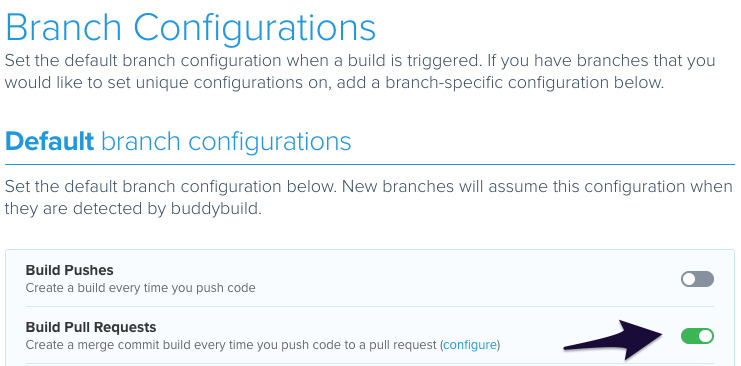 Branch Configurations
Set the default branch configuration when a build is triggered. If you have branches that you
would like to set unique configurations on, add a branch-specific configuration below.
Default branch configurations
Set the default branch configuration below. New branches will assume this configuration when
they are detected by buddybuild.
Build Pushes
Create a build every time you push code
Build Pull Requests
Create a merge commit build every time you push code to a pull request (configure)